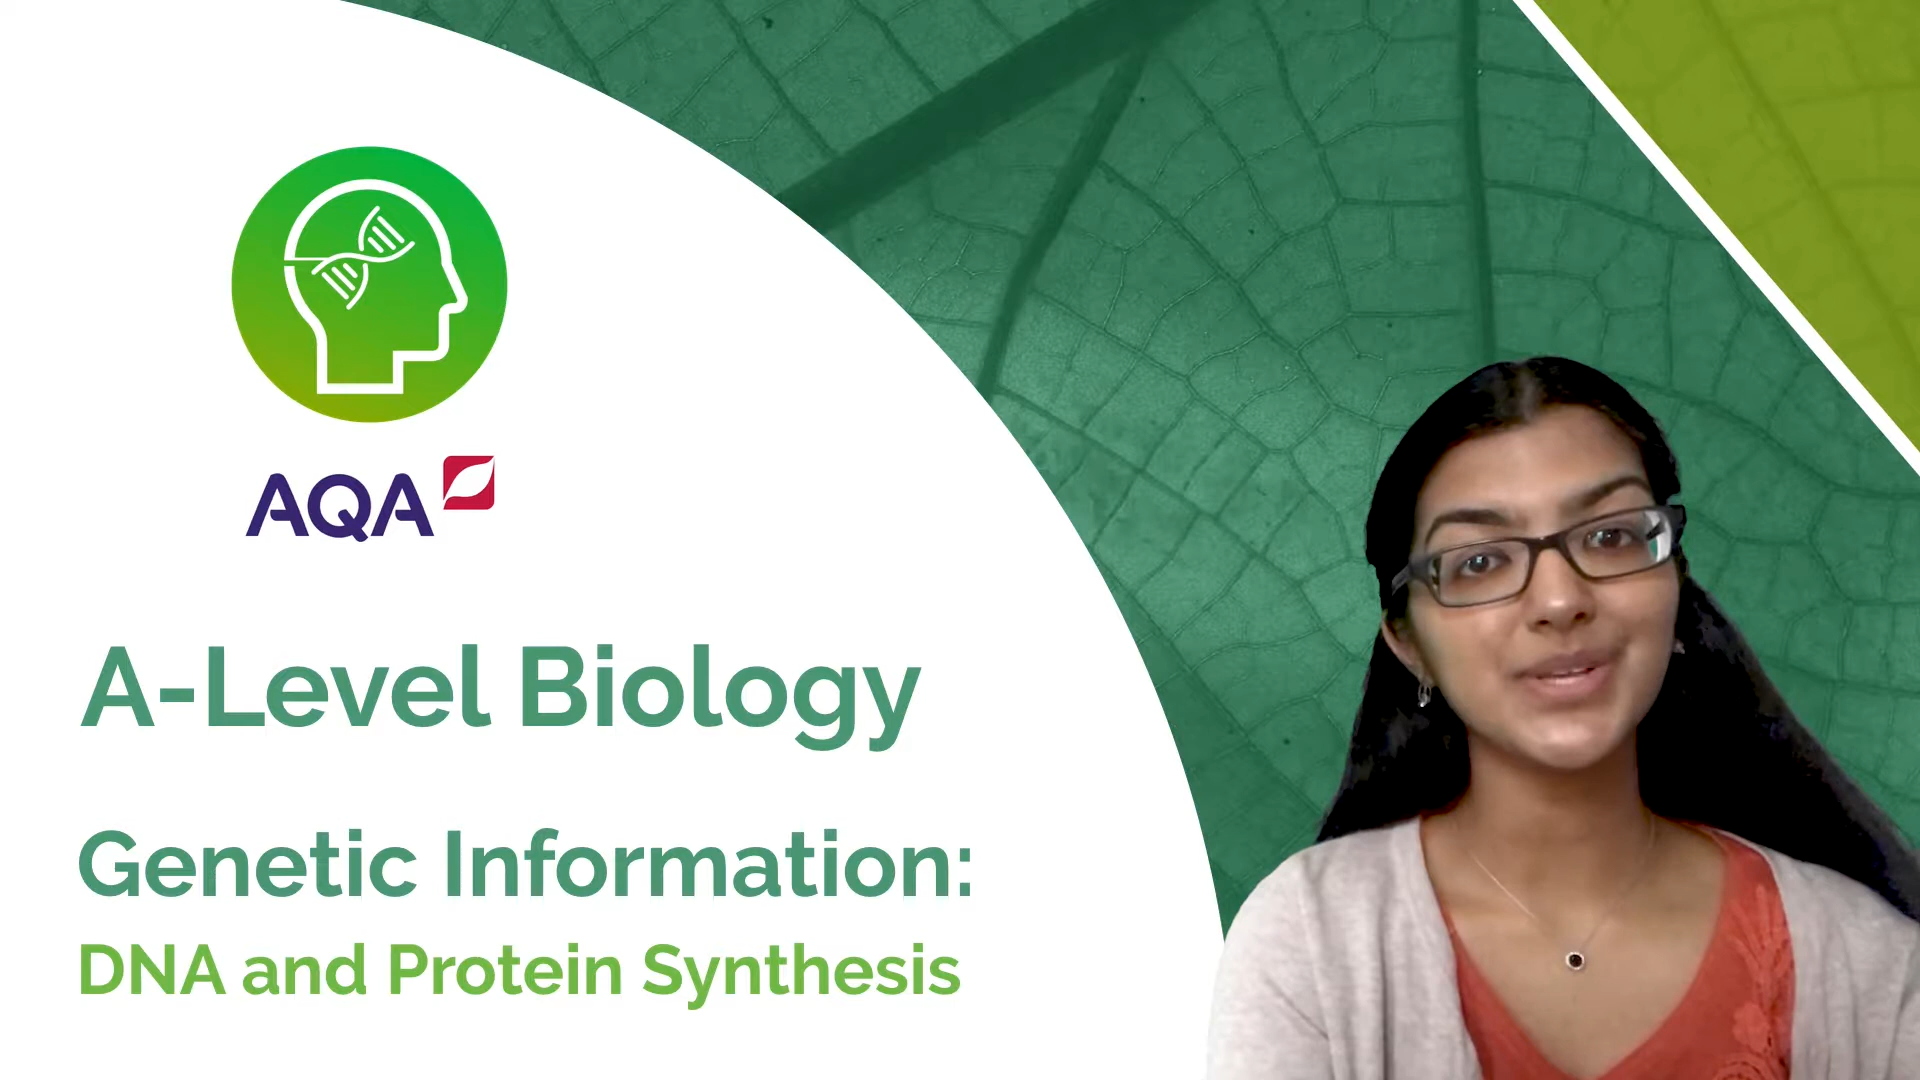 AQA
A-Level Biology
Genetic Information:
DNA and Protein Synthesis